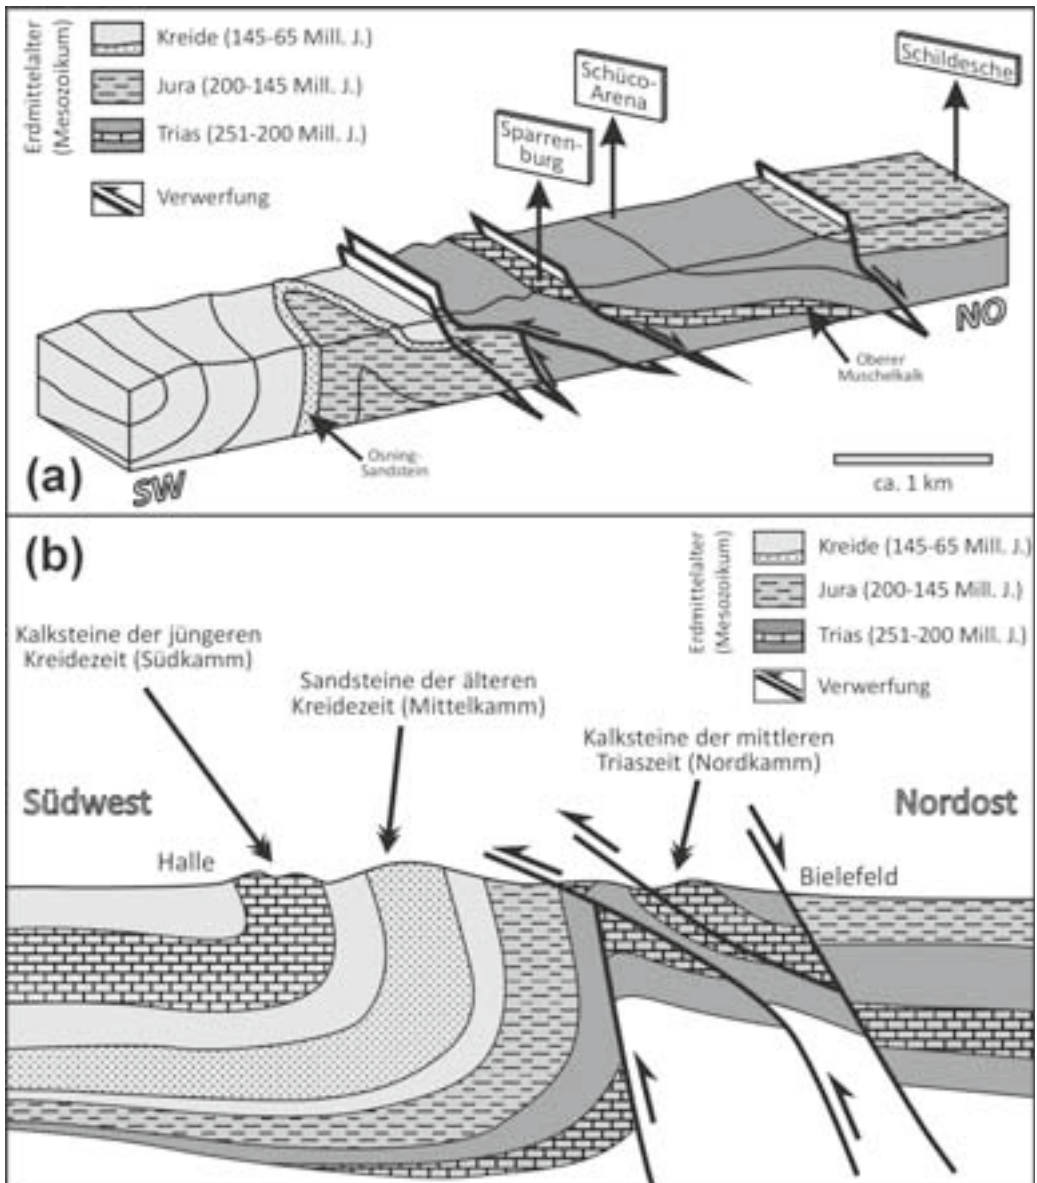 Erdmittelalter
(Mesozoikum)
Kreide (145-65 Mill. J.)
Jura (200-145 Mill. J.)
Trias (251-200 Mill. J.)
Verwerfung
Sparren-
burg
Schüco-
Arena
Schildesche
NO
Oberer
Muschelkalk
Osning-
Sandstein
(a)
SW
ca. 1 km
(b)
Erdmittelalter
(Mesozoikum)
Kreide (145-65 Mill. J.)
Jura (200-145 Mill. J.)
Trias (251-200 Mill. J.)
Verwerfung
Kalksteine der jüngeren
Kreidezeit (Südkamm)
Sandsteine der älteren
Kreidezeit (Mittelkamm)
Kalksteine der mittleren
Triaszeit (Nordkamm)
Südwest
Nordost
Halle
Bielefeld